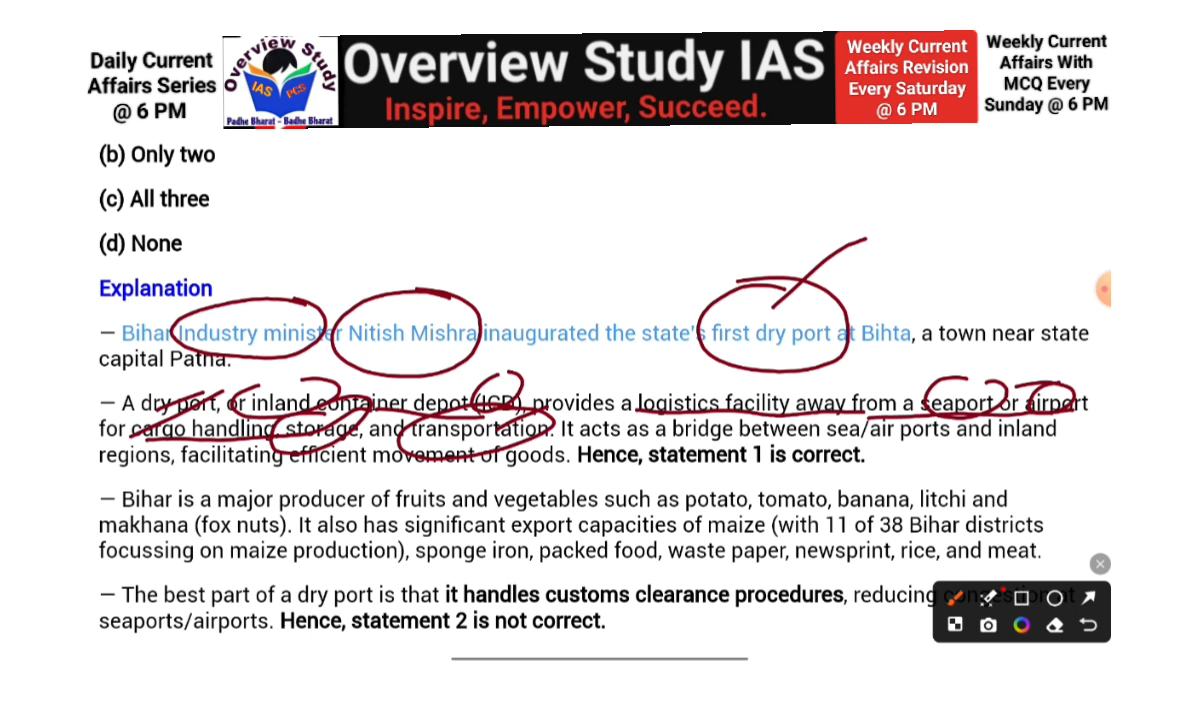 Daily Current
Affairs Series
@ 6 PM
Overview Study
IAS PCS
Padhe Bharat - Badhe Bharat
Overview Study IAS
Inspire, Empower, Succeed.
Weekly Current
Affairs Revision
Every Saturday
@ 6 PM
Weekly Current
Affairs With
MCQ Every
Sunday @ 6 PM
(b) Only two
(c) All three
(d) None
Explanation
– Bihar Industry minister Nitish Mishra inaugurated the state's first dry port at Bihta, a town near state
capital Patna.
– A dry port, or inland container depot (ICD), provides a logistics facility away from a seaport or airport
for cargo handling, storage, and transportation. It acts as a bridge between sea/air ports and inland
regions, facilitating efficient movement of goods. Hence, statement 1 is correct.
– Bihar is a major producer of fruits and vegetables such as potato, tomato, banana, litchi and
makhana (fox nuts). It also has significant export capacities of maize (with 11 of 38 Bihar districts
focussing on maize production), sponge iron, packed food, waste paper, newsprint, rice, and meat.
– The best part of a dry port is that it handles customs clearance procedures, reducing congestion at
seaports/airports. Hence, statement 2 is not correct.